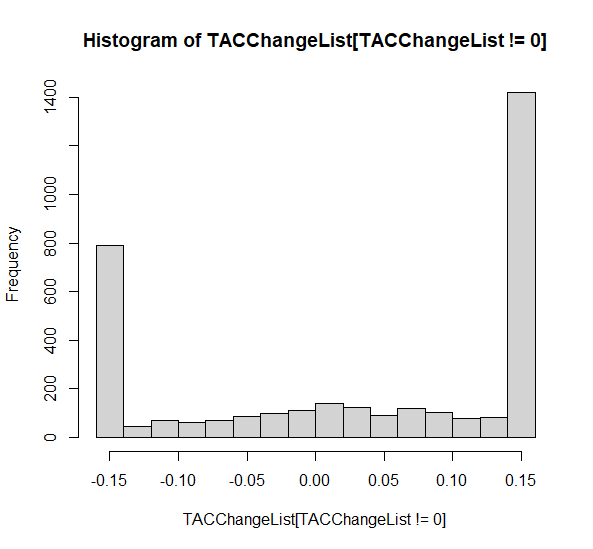 Histogram of TACChangeList[TACChangeList != 0]
Frequency
1400
1000
800
600
400
200
0
-0.15 -0.10 -0.05 0.00 0.05 0.10 0.15
TACChangeList[TACChangeList != 0]